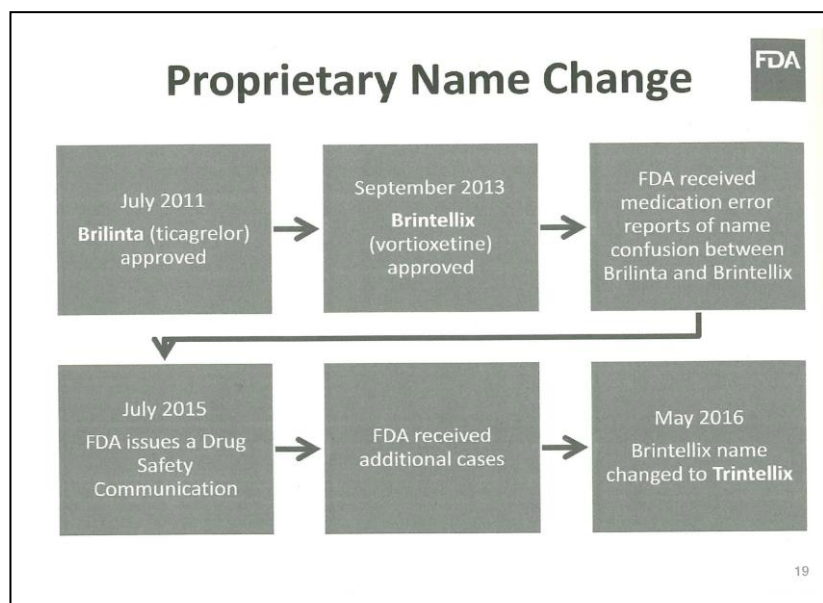 Proprietary Name Change
FDA
July 2011
Brilinta (ticagrelor)
approved
September 2013
Brintellix
(vortioxetine)
approved
FDA received
medication error
reports of name
confusion between
Brilinta and Brintellix
July 2015
FDA issues a Drug
Safety
Communication
FDA received
additional cases
May 2016
Brintellix name
changed to Trintellix
19